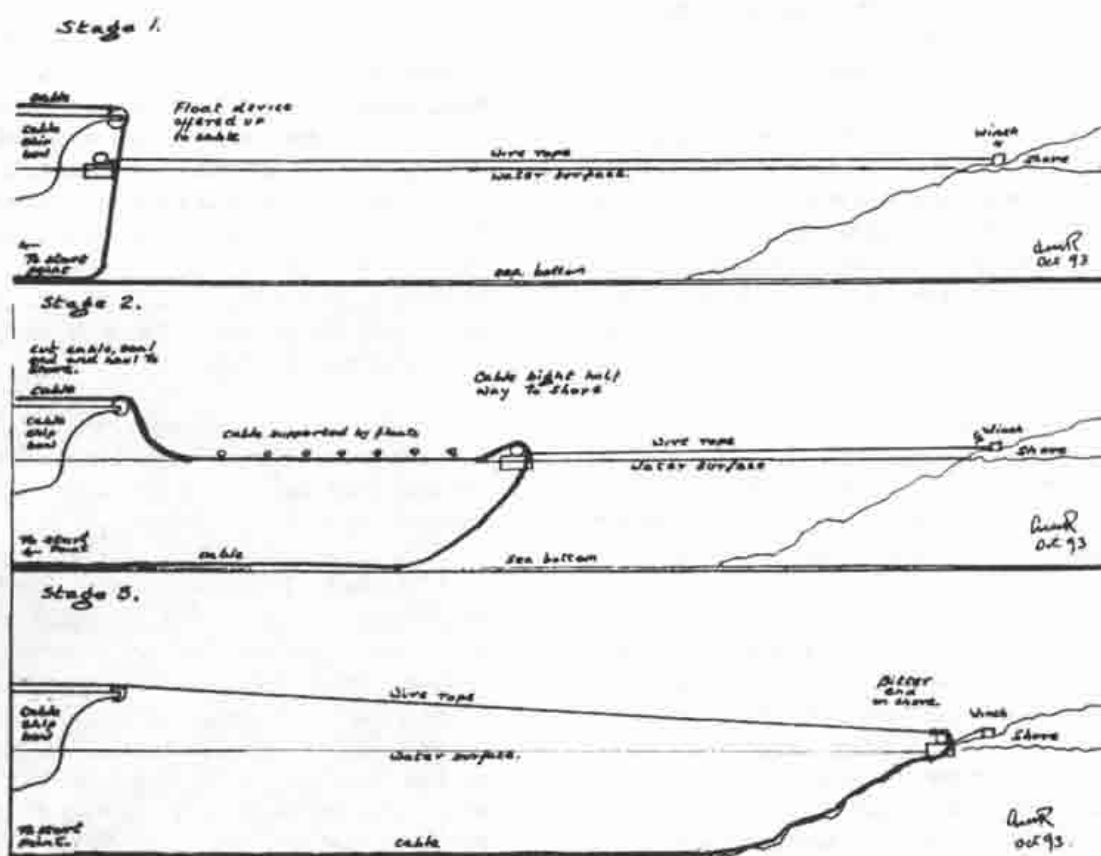 Stage 1.
Cable
Cable
ship
bow
Float device
offered up
to cable
Wire rope
Water surface.
Winch
Shore
To start
point
Sea bottom
Oct 93
Stage 2.
Cut cable, seal
end and haul to
shore.
Cable
Cable
ship
bow
Cable supported by floats
Cable bight half
way to shore
Wire rope
Water surface
Winch
Shore
To start
point
Cable
Sea bottom
Oct 93
Stage 3.
Cable
ship
bow
Wire rope
Water surface.
Bitter
end
on shore.
Winch
Shore
To start
point.
Cable
Oct 93.